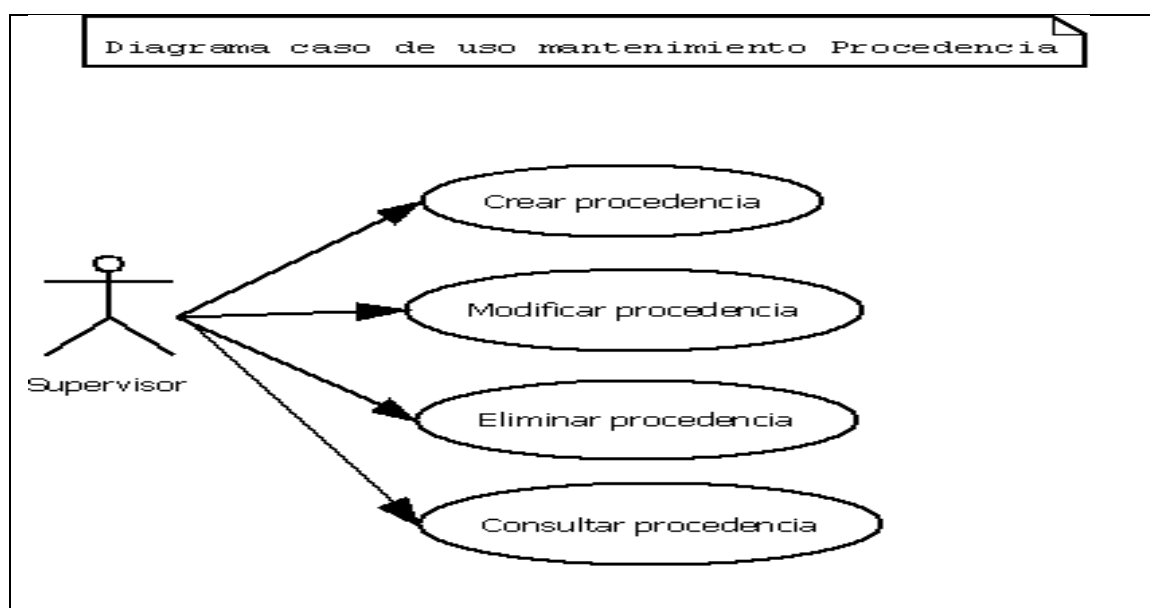 Diagrama caso de uso mantenimiento Procedencia
Crear procedencia
Modificar procedencia
Supervisor
Eliminar procedencia
Consultar procedencia